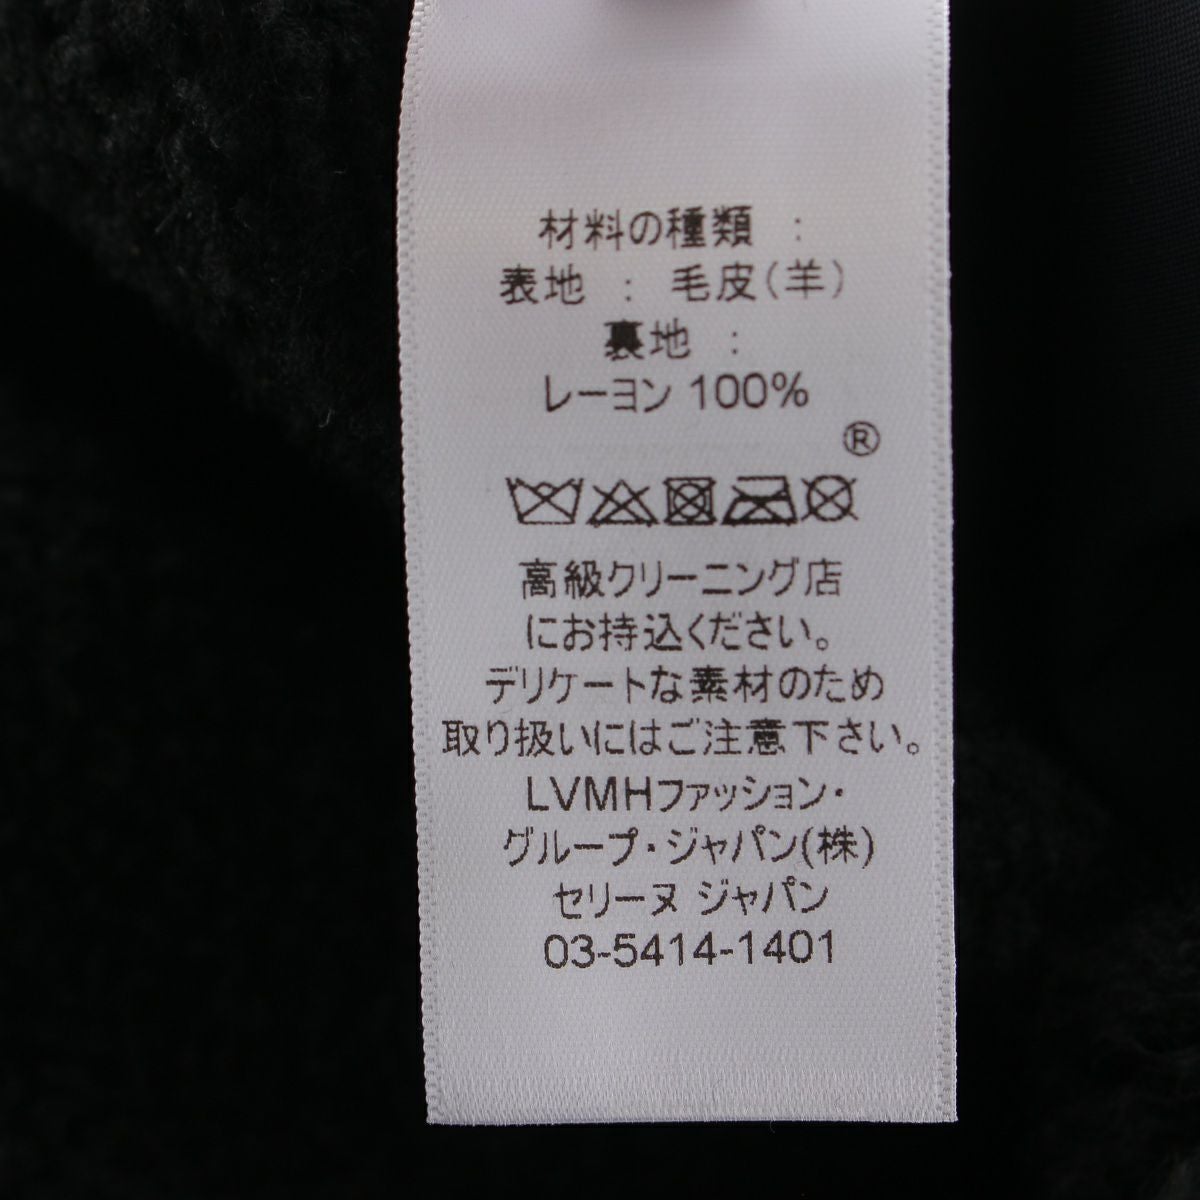 材料の種類 :
表地 : 毛皮(羊)
裏地 :
レーヨン 100%
®
高級クリーニング店
にお持込ください。
デリケートな素材のため
取り扱いにはご注意下さい。
LVMHファッション・
グループ・ジャパン(株)
セリーヌ ジャパン
03-5414-1401